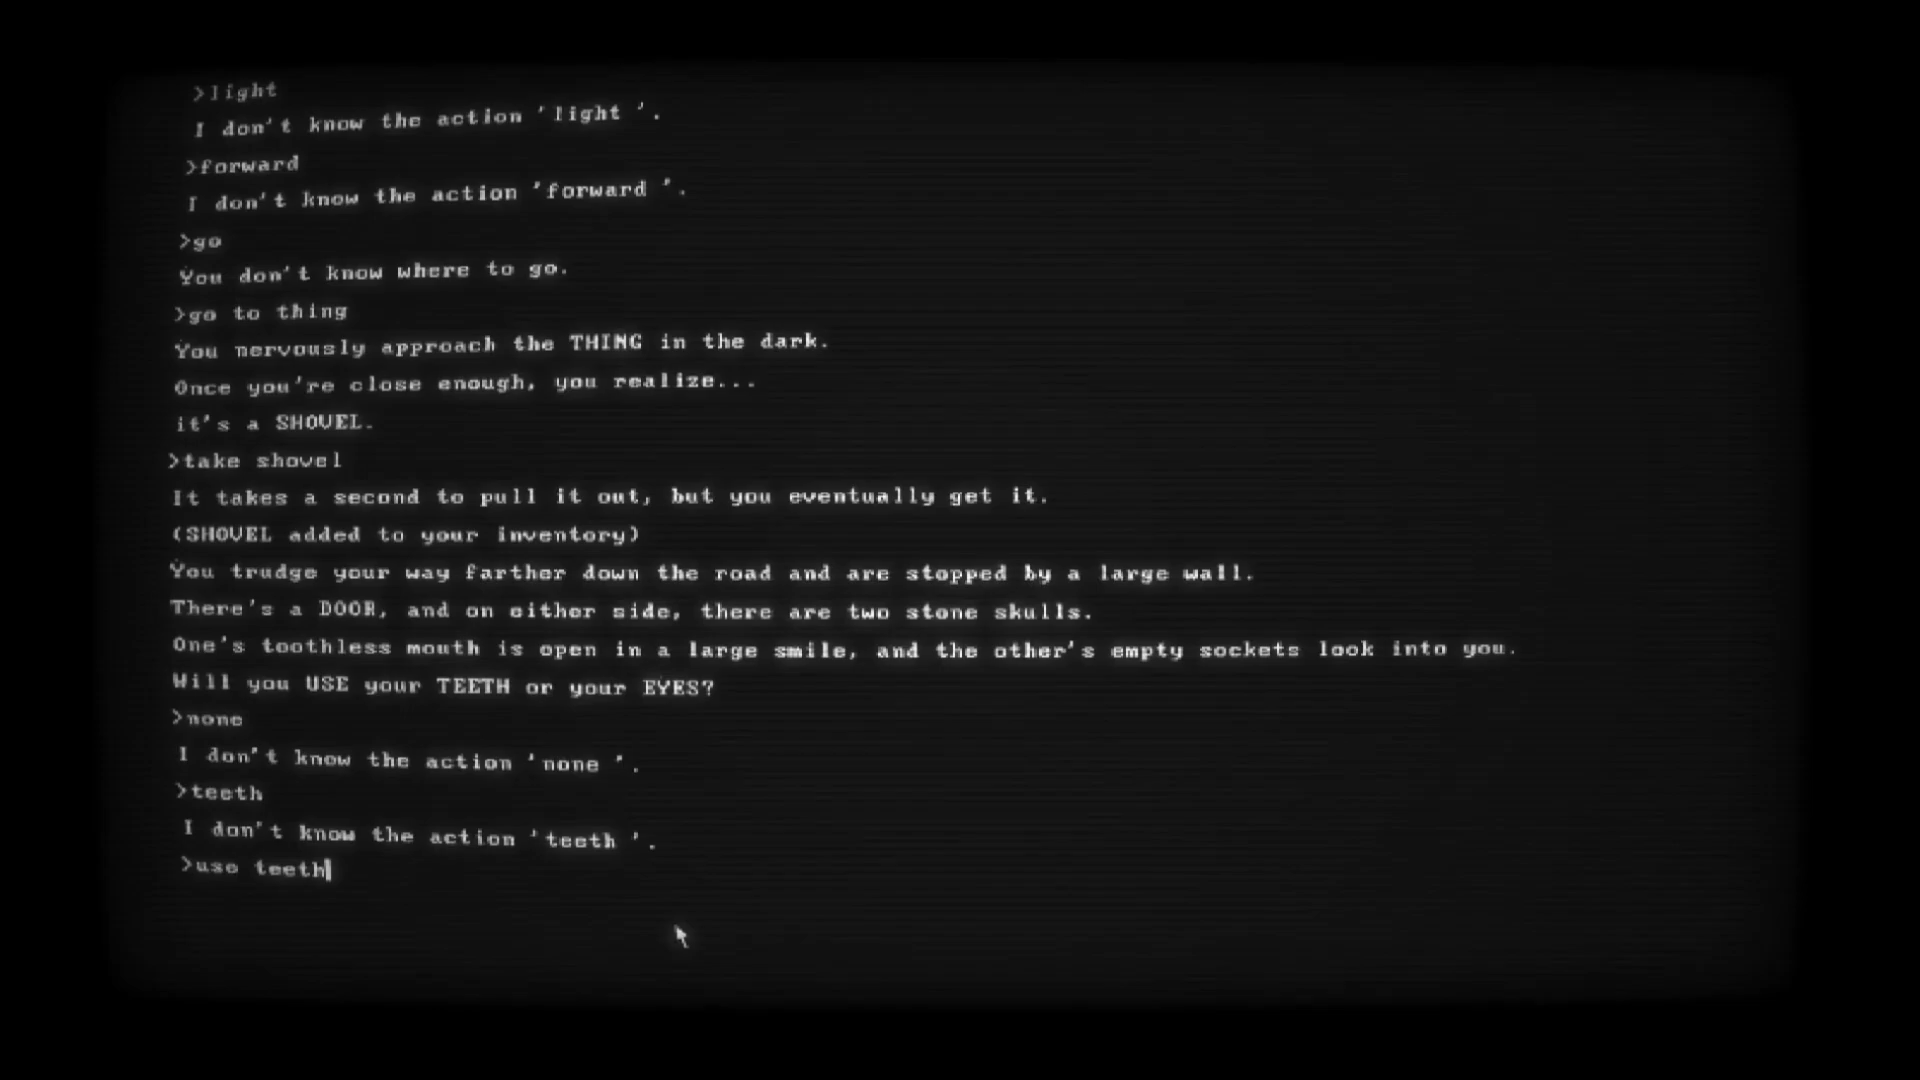 >light
I don't know the action 'light '.
>forward
I don't know the action 'forward '.
>go
You don't know where to go.
>go to thing
You nervously approach the THING in the dark.
Once you're close enough, you realize...
it's a SHOVEL.
>take shovel
It takes a second to pull it out, but you eventually get it.
(SHOVEL added to your inventory)
You trudge your way farther down the road and are stopped by a large wall.
There's a DOOR, and on either side, there are two stone skulls.
One's toothless mouth is open in a large smile, and the other's empty sockets look into you.
Will you USE your TEETH or your EYES?
>none
I don't know the action 'none '.
>teeth
I don't know the action 'teeth '.
>use teeth